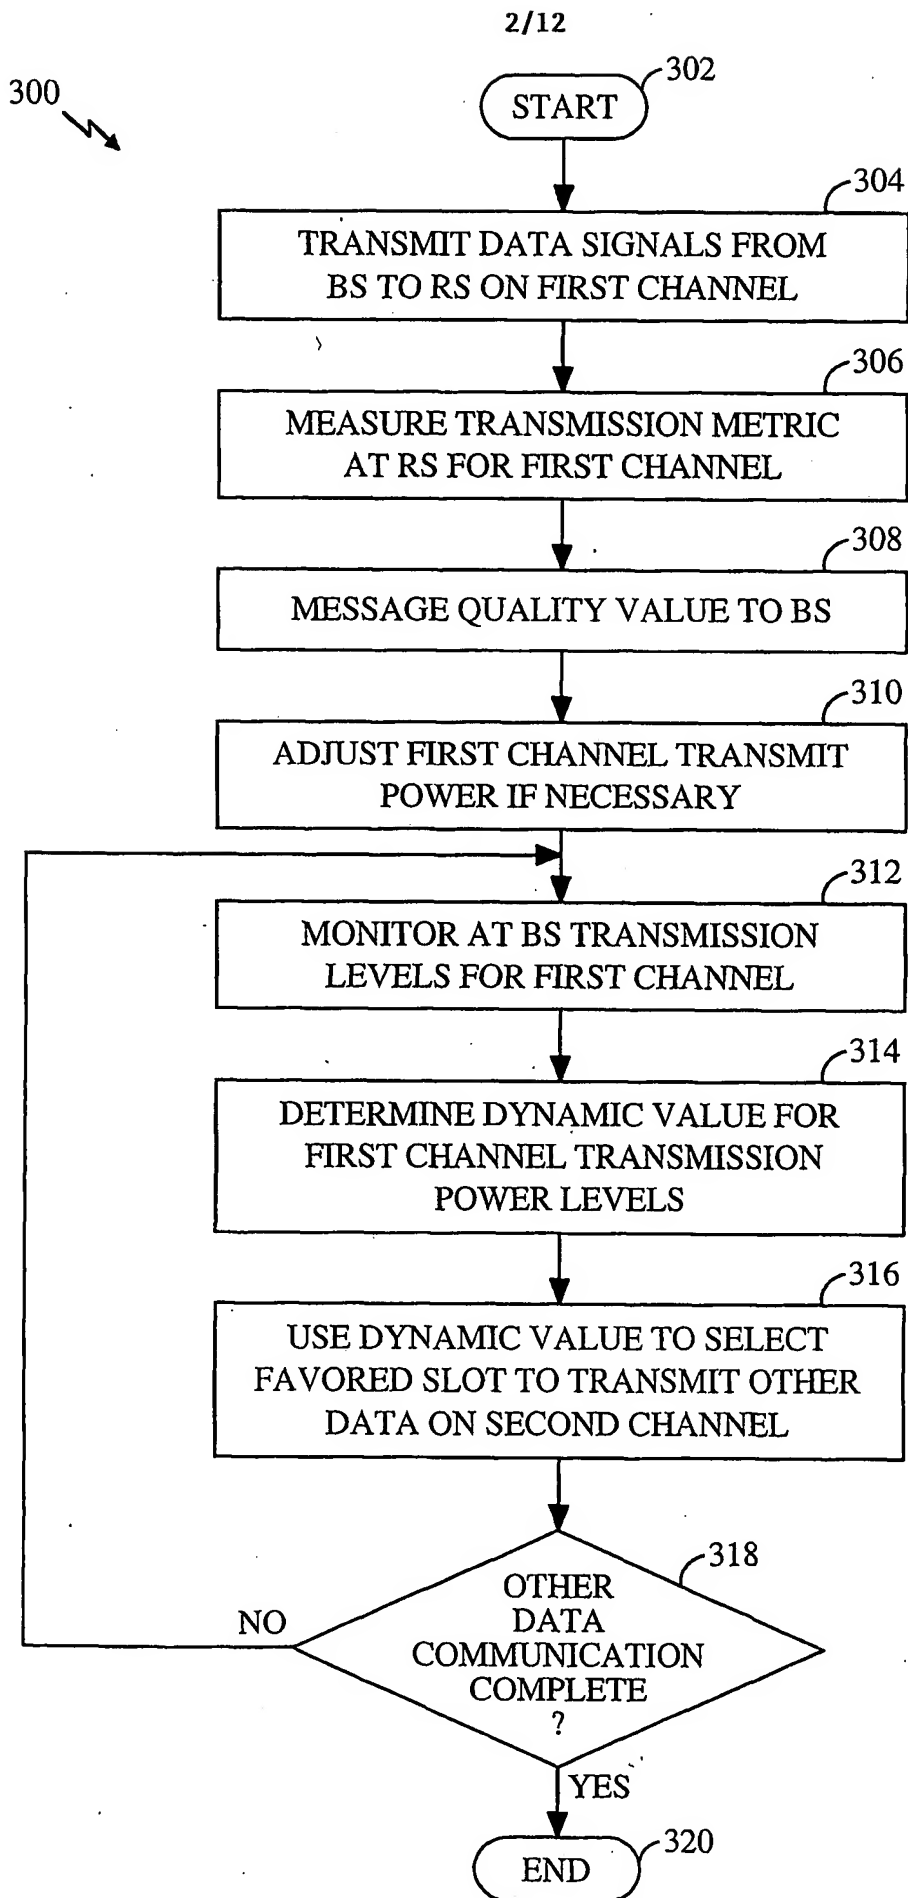 2/12
300
302
START
304
TRANSMIT DATA SIGNALS FROM
BS TO RS ON FIRST CHANNEL
306
MEASURE TRANSMISSION METRIC
AT RS FOR FIRST CHANNEL
308
MESSAGE QUALITY VALUE TO BS
310
ADJUST FIRST CHANNEL TRANSMIT
POWER IF NECESSARY
312
MONITOR AT BS TRANSMISSION
LEVELS FOR FIRST CHANNEL
314
DETERMINE DYNAMIC VALUE FOR
FIRST CHANNEL TRANSMISSION
POWER LEVELS
316
USE DYNAMIC VALUE TO SELECT
FAVORED SLOT TO TRANSMIT OTHER
DATA ON SECOND CHANNEL
318
OTHER
DATA
COMMUNICATION
COMPLETE
?
NO
YES
320
END